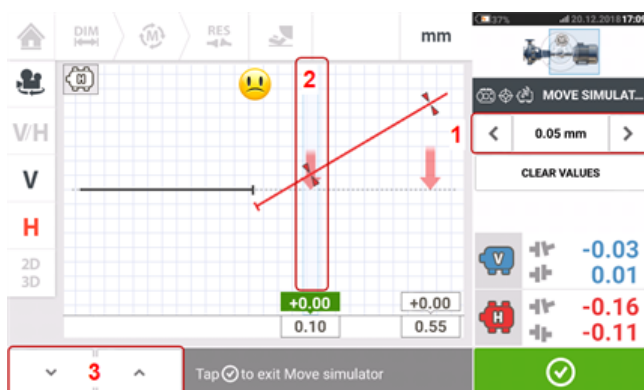 DIM
M
RES
mm
37%
20.12.2018 17:09
H
2
MOVE SIMULAT...
1
0.05 mm
CLEAR VALUES
V/H
V
H
2D
3D
V
-0.03
0.01
H
-0.16
-0.11
+0.00
+0.00
0.10
0.55
3
Tap to exit Move simulator